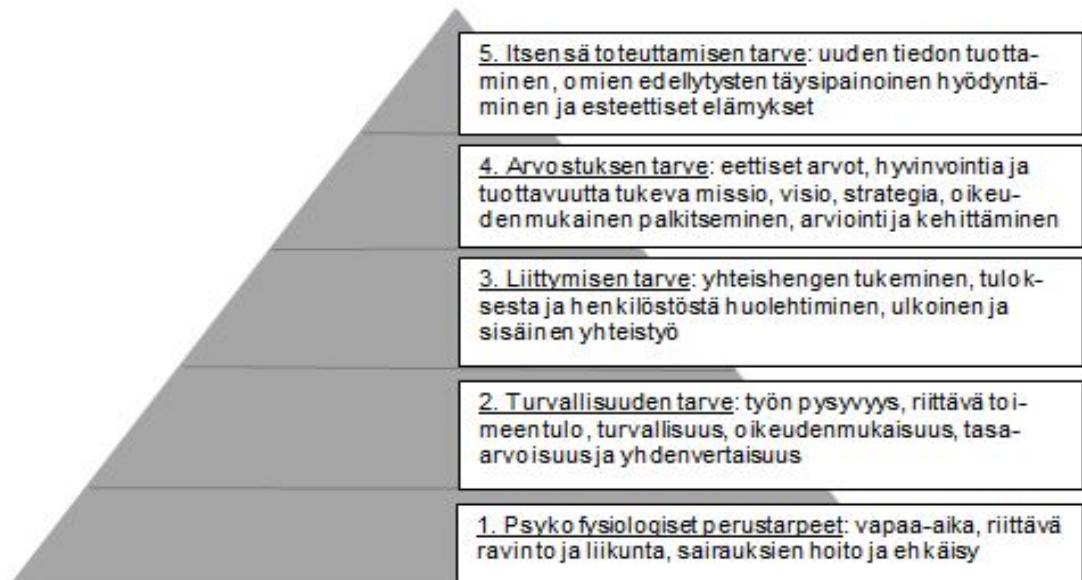 5. Itsensä toteuttamisen tarve: uuden tiedon tuotta-
minen, omien edellytysten täysipainoinen hyödyntä-
minen ja esteettiset elämykset
4. Arvostuksen tarve: eettiset arvot, hyvinvointia ja
tuottavuutta tukeva missio, visio, strategia, oikeu-
denmukainen palkitseminen, arviointi ja kehittäminen
3. Liittymisen tarve: yhteishengen tukeminen, tulok-
sesta ja henkilöstöstä huolehtiminen, ulkoinen ja
sisäinen yhteistyö
2. Turvallisuuden tarve: työn pysyvyys, riittävä toi-
meentulo, turvallisuus, oikeudenmukaisuus, tasa-
arvoisuus ja yhdenvertaisuus
1. Psykofysiologiset perustarpeet: vapaa-aika, riittävä
ravinto ja liikunta, sairauksien hoito ja ehkäisy